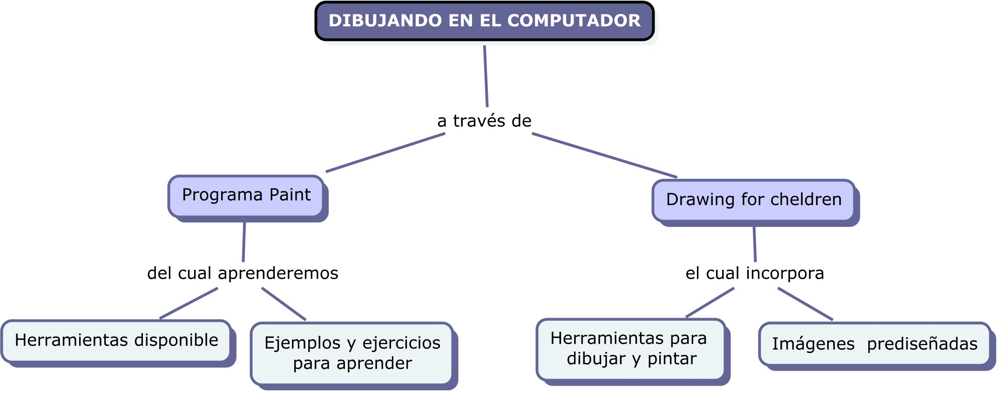 DIBUJANDO EN EL COMPUTADOR
a través de
Programa Paint
Drawing for cheldren
del cual aprenderemos
el cual incorpora
Herramientas disponible
Ejemplos y ejercicios
para aprender
Herramientas para
dibujar y pintar
Imágenes  prediseñadas